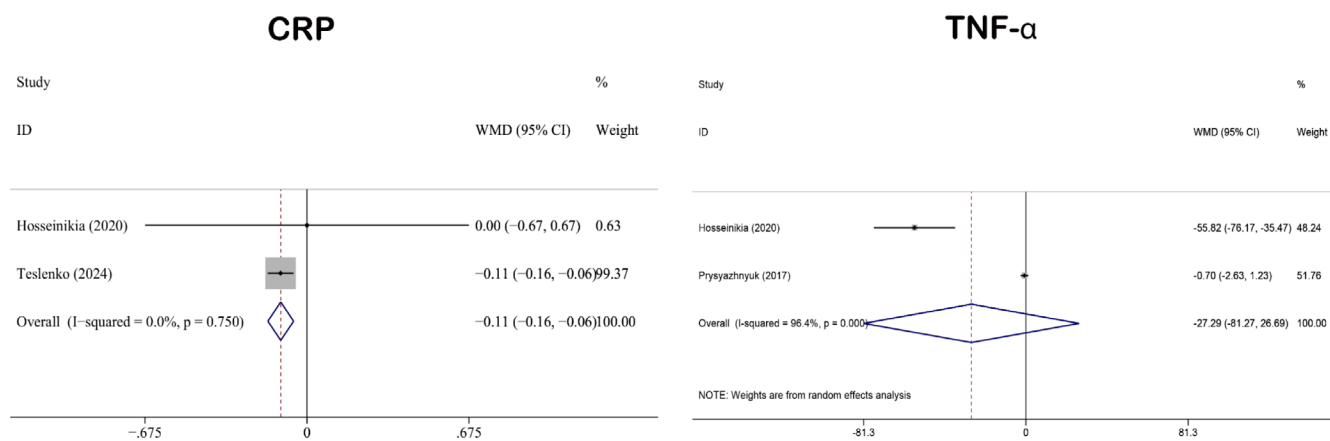 CRP
Study %
ID WMD (95% CI) Weight
Hosseinikia (2020) 0.00 (−0.67, 0.67) 0.63
Teslenko (2024) −0.11 (−0.16, −0.06)99.37
Overall (I−squared = 0.0%, p = 0.750) −0.11 (−0.16, −0.06)100.00
−.675 0 .675
TNF-α
Study %
ID WMD (95% CI) Weight
Hosseinikia (2020) -55.82 (-76.17, -35.47) 48.24
Prysyazhnyuk (2017) -0.70 (-2.63, 1.23) 51.76
Overall (I-squared = 96.4%, p = 0.000) -27.29 (-81.27, 26.69) 100.00
NOTE: Weights are from random effects analysis
-81.3 0 81.3